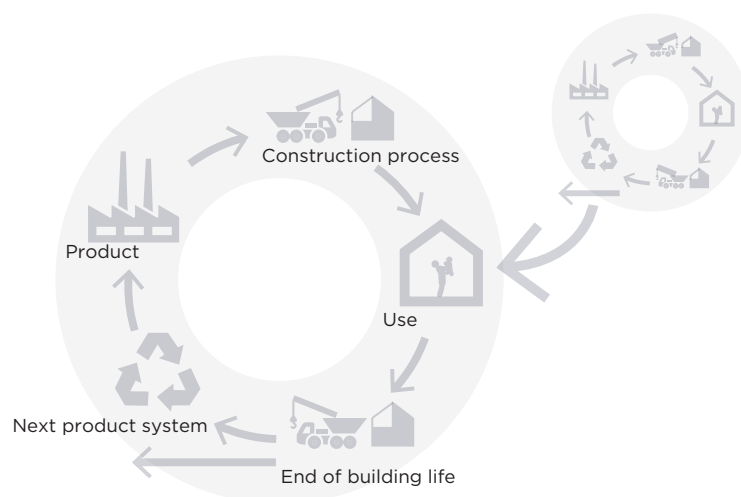 Construction process
Product
Use
Next product system
End of building life